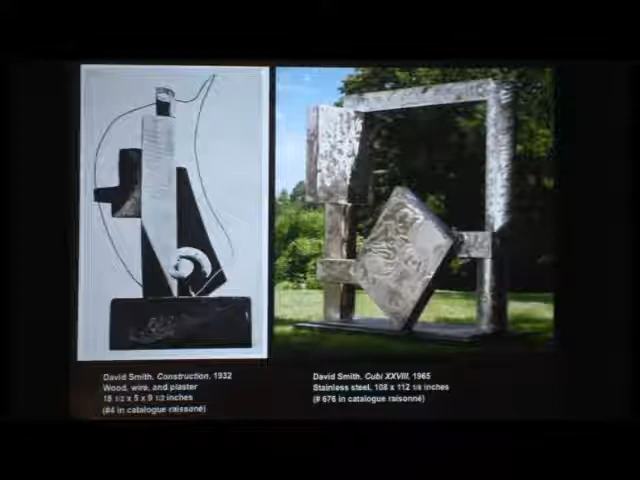 David Smith, Construction, 1932
Wood, wire, and plaster
18 1/2 x 5 x 9 1/2 inches
(#4 in catalogue raissoné)
David Smith, Cubi XXVIII, 1965
Stainless steel, 108 x 112 1/8 inches
(# 676 in catalogue raisonné)